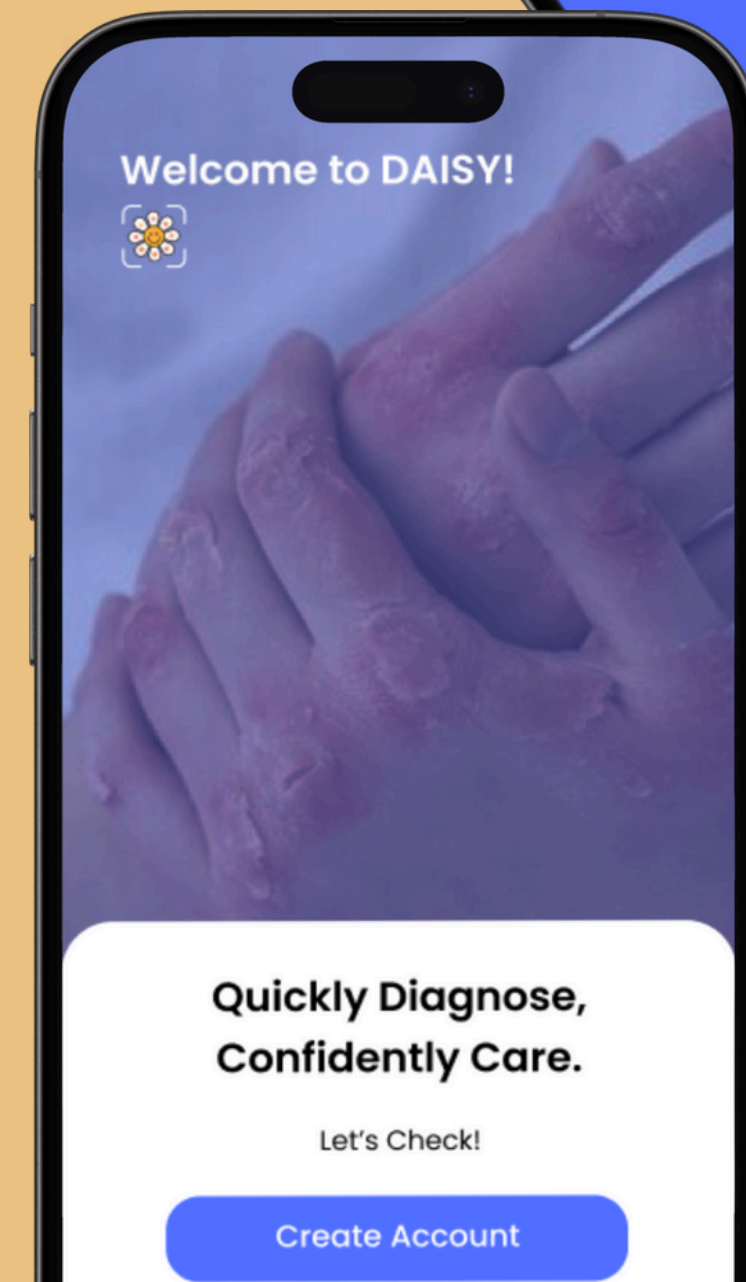 Welcome to DAISY!
Quickly Diagnose,
Confidently Care.
Let's Check!
Create Account